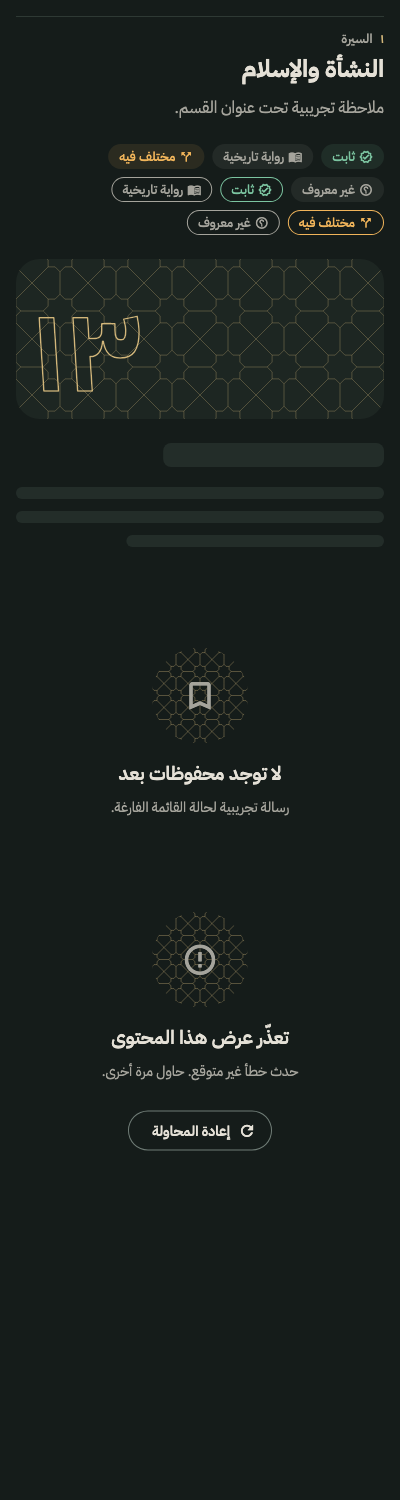 ١ السيرة
النشأة والإسلام
ملاحظة تجريبية تحت عنوان القسم.
ثابت رواية تاريخية مختلف فيه
غير معروف ثابت رواية تاريخية
مختلف فيه غير معروف
١٣
لا توجد محفوظات بعد
رسالة تجريبية لحالة القائمة الفارغة.
تعذّر عرض هذا المحتوى
حدث خطأ غير متوقع. حاول مرة أخرى.
إعادة المحاولة